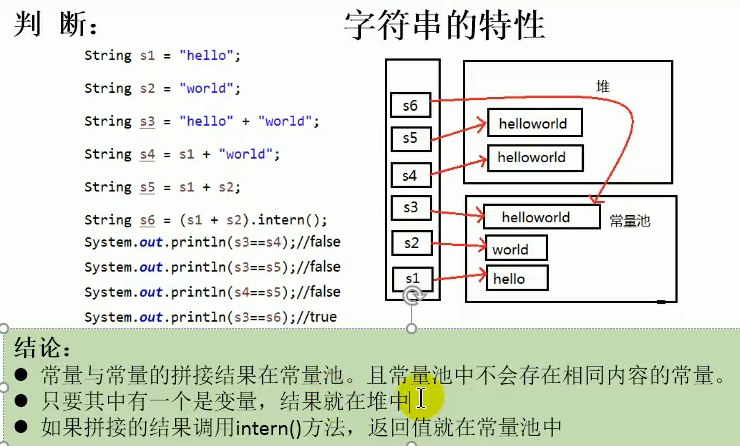 判 断：
字符串的特性
String s1 = "hello";
String s2 = "world";
String s3 = "hello" + "world";
String s4 = s1 + "world";
String s5 = s1 + s2;
String s6 = (s1 + s2).intern();
System.out.println(s3==s4);//false
System.out.println(s3==s5);//false
System.out.println(s4==s5);//false
System.out.println(s3==s6);//true
s6
s5
s4
s3
s2
s1
堆
helloworld
helloworld
helloworld
常量池
world
hello
结论：
● 常量与常量的拼接结果在常量池。且常量池中不会存在相同内容的常量。
● 只要其中有一个是变量，结果就在堆中
● 如果拼接的结果调用intern()方法，返回值就在常量池中